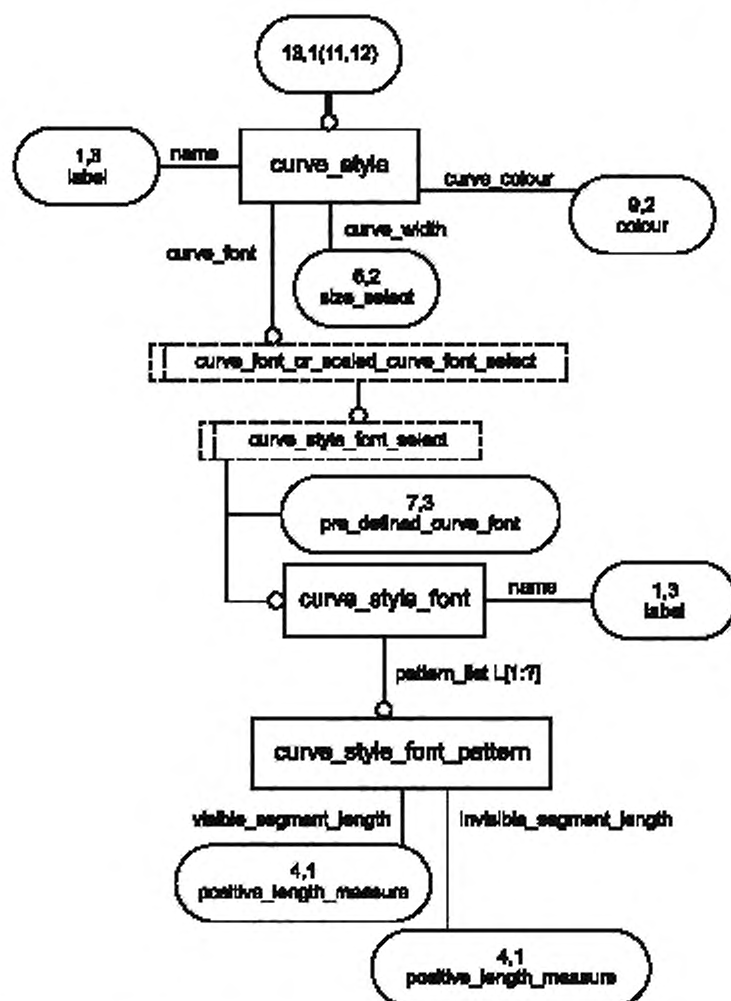 13,1(11,12)
1,3
label
name
curve_style
curve_colour
9,2
colour
curve_width
curve_font
6,2
size_select
curve_font_or_scaled_curve_font_select
curve_style_font_select
7,3
pre_defined_curve_font
curve_style_font
name
1,3
label
pattern_list L[1:?]
curve_style_font_pattern
visible_segment_length
invisible_segment_length
4,1
positive_length_measure
4,1
positive_length_measure